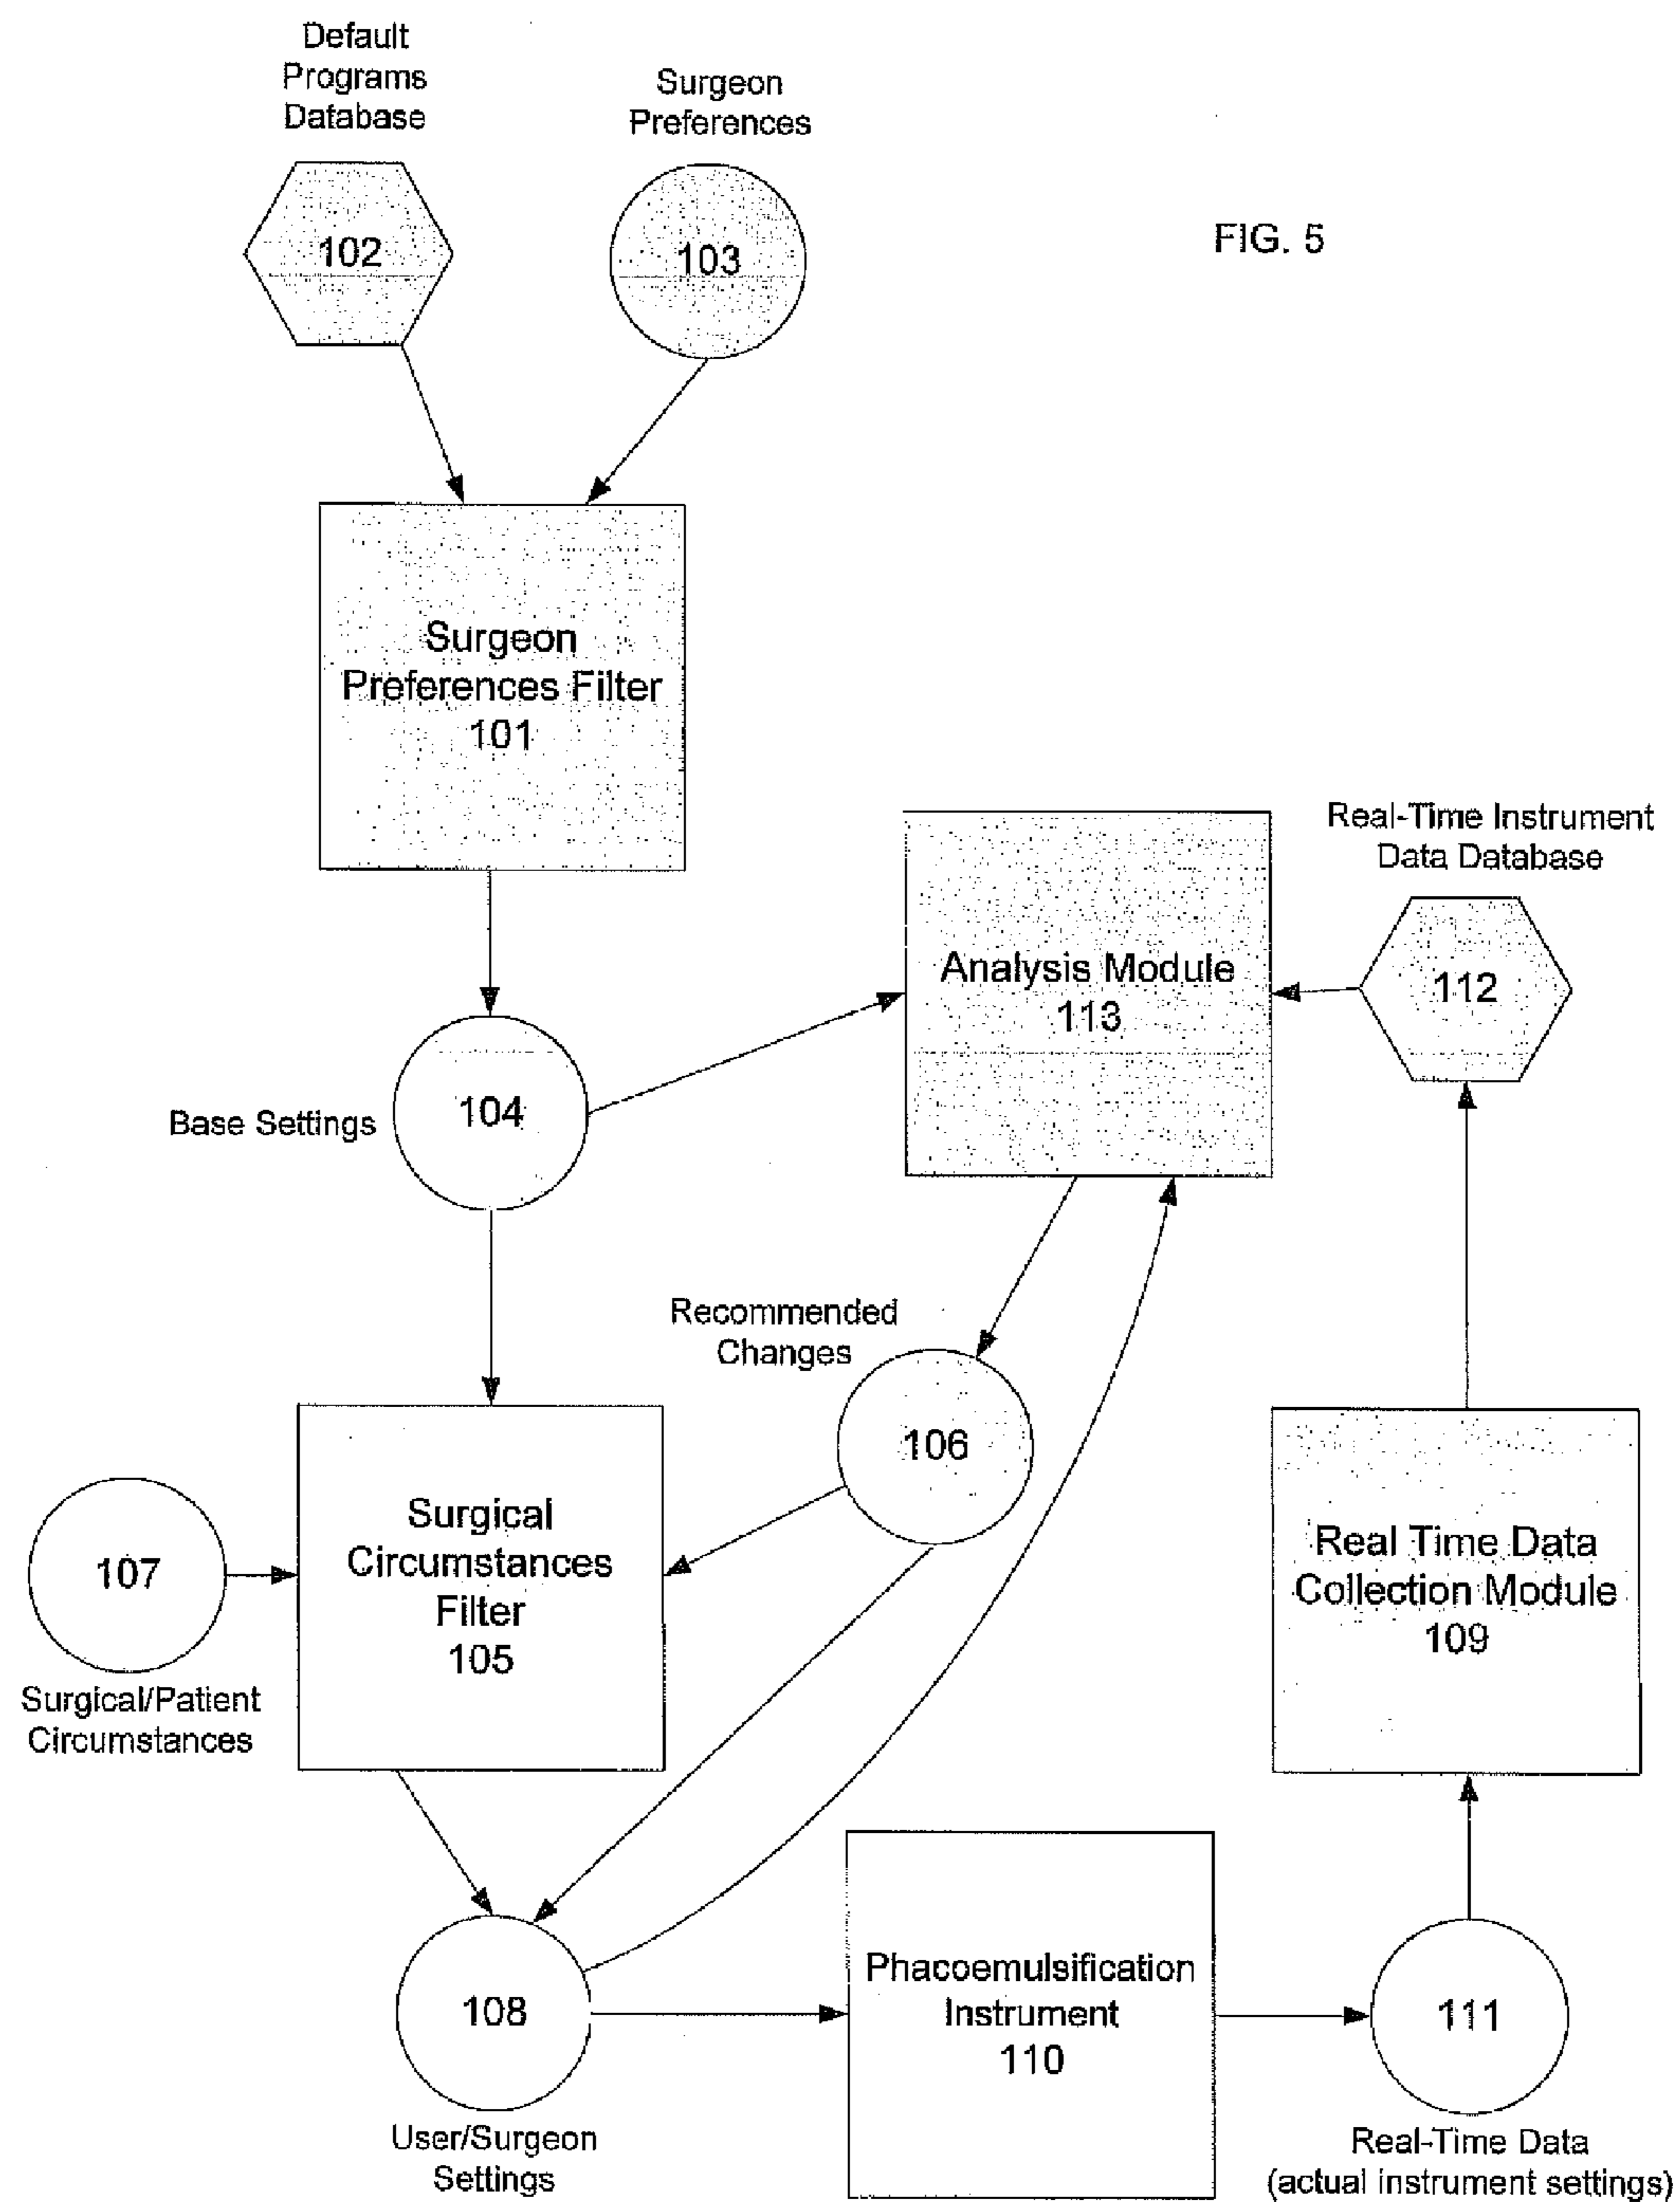 Default
Programs
Database
Surgeon
Preferences
102
103
FIG. 5
Surgeon
Preferences Filter
101
Real-Time Instrument
Data Database
Analysis Module
113
112
Base Settings
104
Recommended
Changes
106
107
Surgical
Circumstances
Filter
105
Real Time Data
Collection Module
109
Surgical/Patient
Circumstances
108
Phacoemulsification
Instrument
110
111
User/Surgeon
Settings
Real-Time Data
(actual instrument settings)